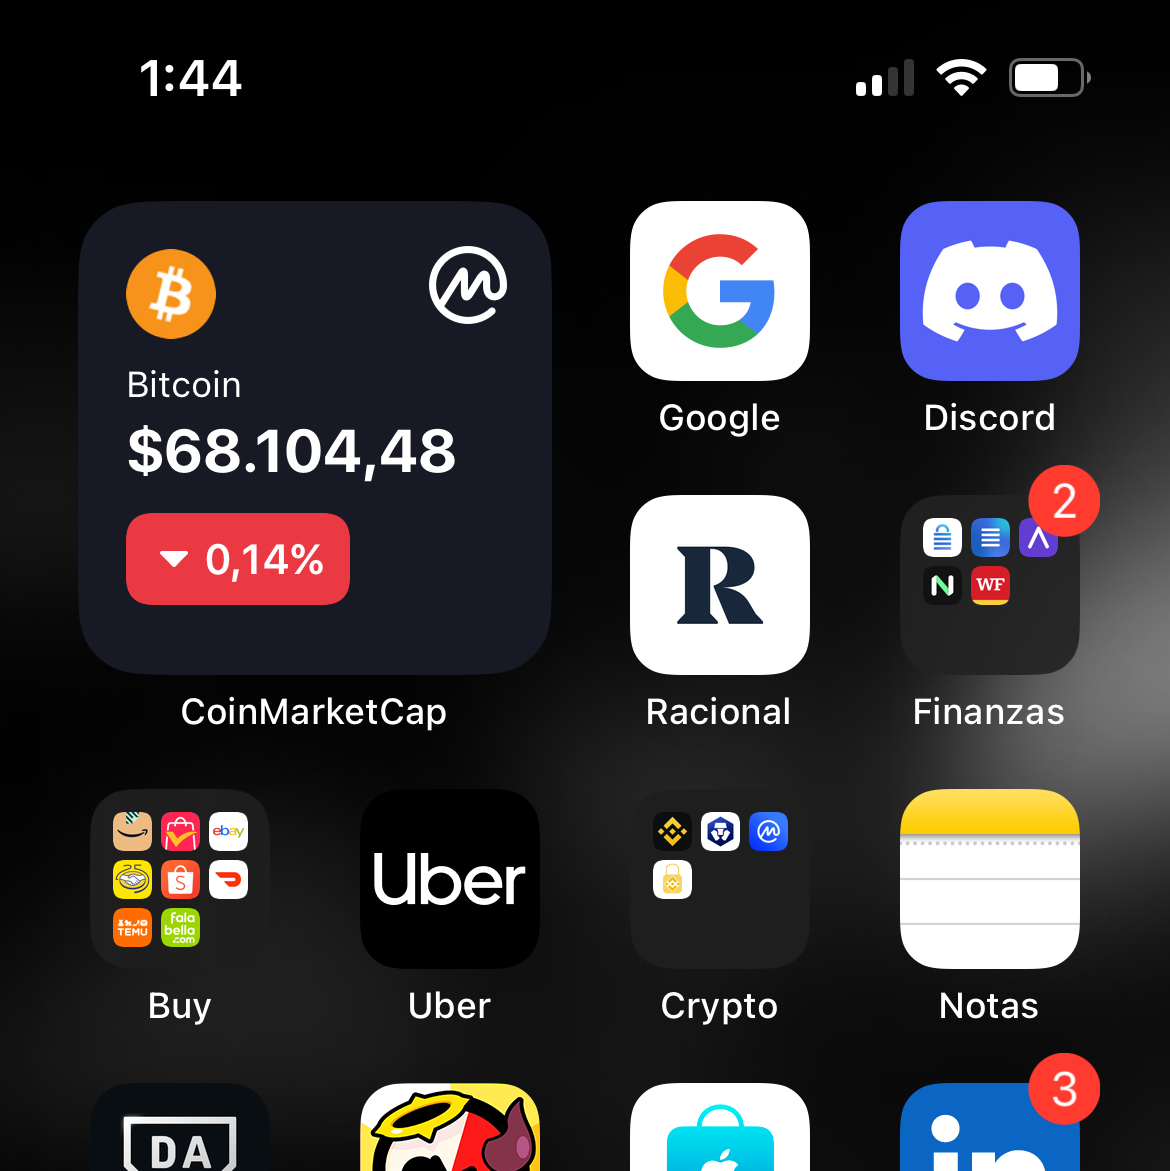 1:44
Bitcoin
$68.104,48
0,14%
CoinMarketCap
Google
Discord
Racional
2
WF
Finanzas
ebay
S
TEMU
fala
bella
.com
Buy
Uber
Uber
Crypto
Notas
DA
3
in